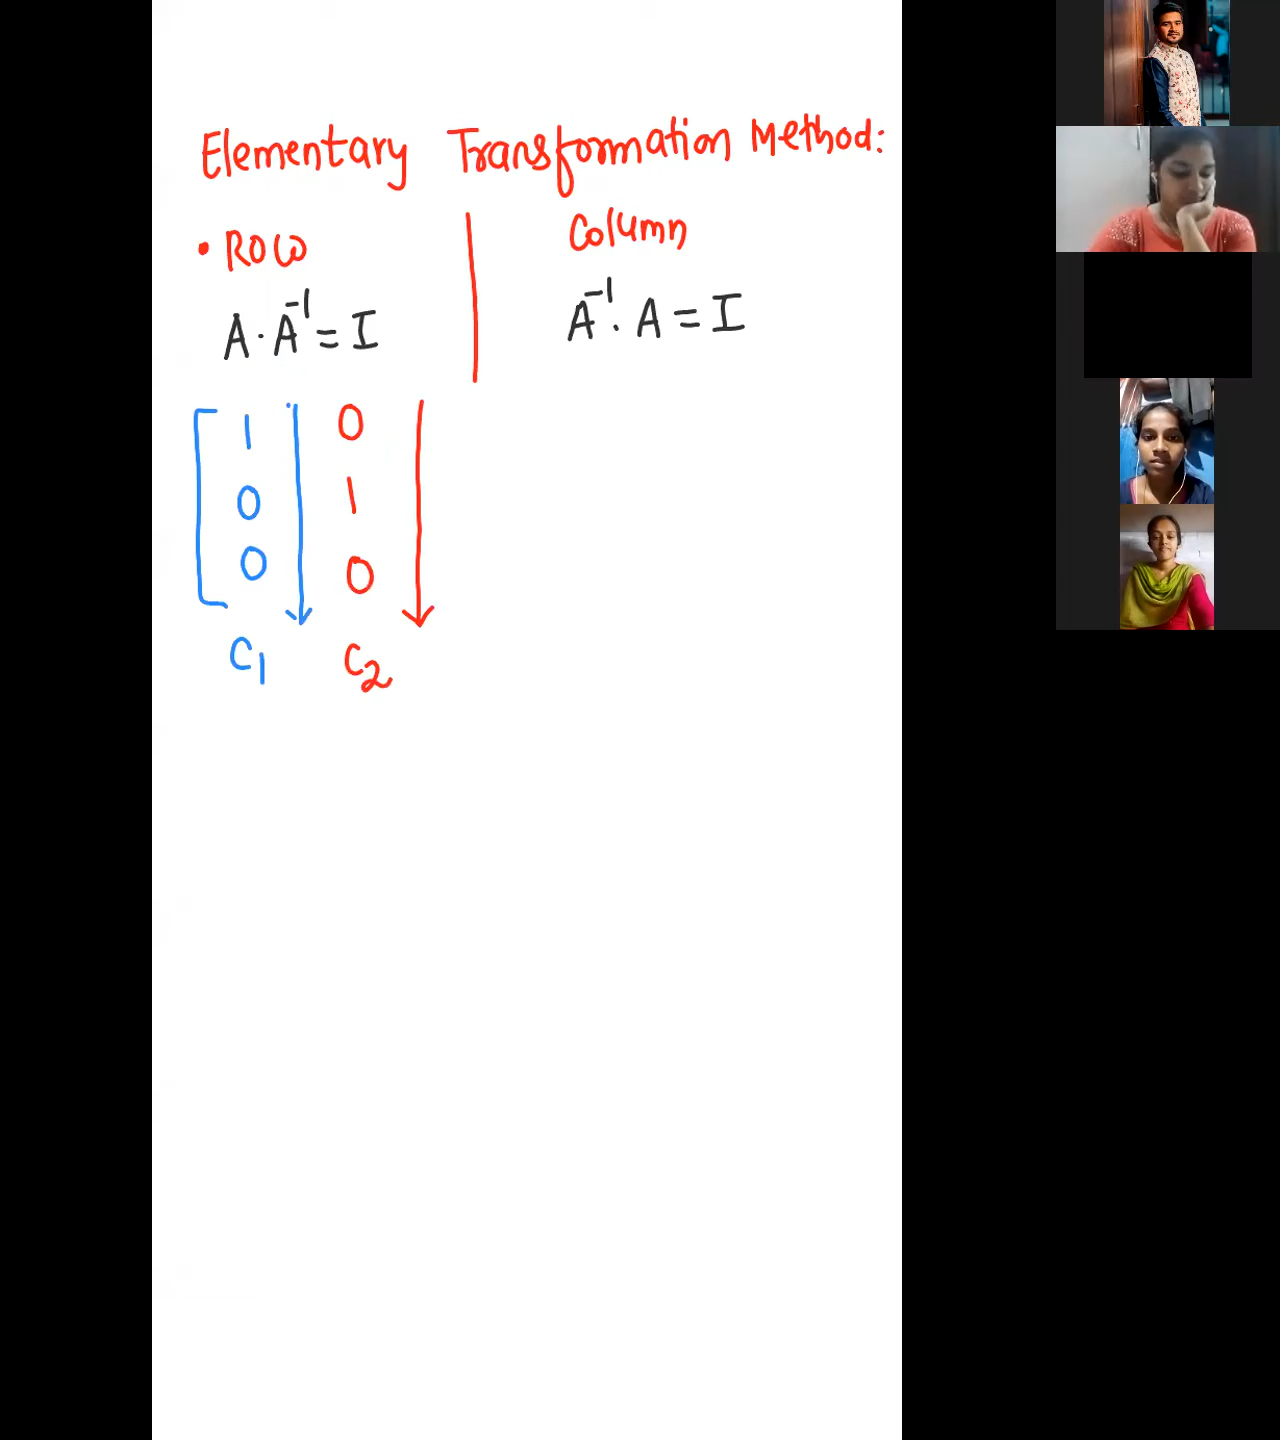 Elementary Transformation Method:
• Row
Column
A · A⁻¹ = I
A⁻¹ · A = I
1 0
0 1
0 0
C₁ C₂